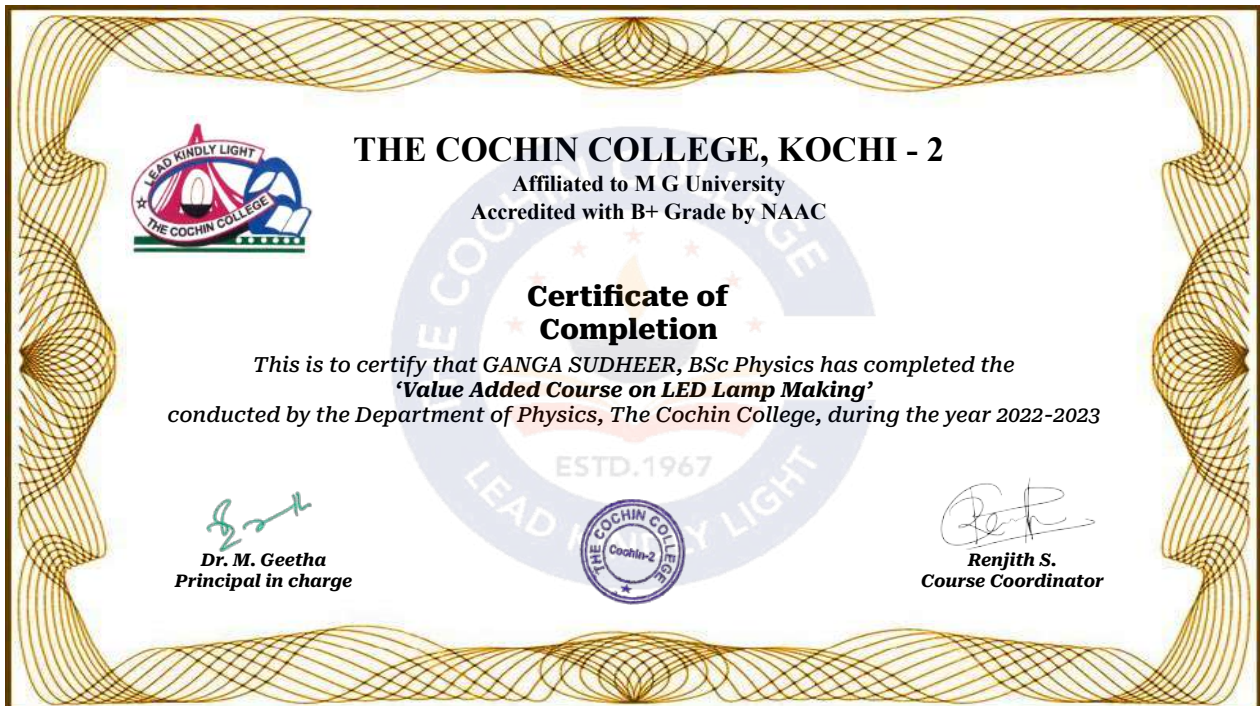 LEAD KINDLY LIGHT
THE COCHIN COLLEGE
THE COCHIN COLLEGE, KOCHI - 2
Affiliated to M G University
Accredited with B+ Grade by NAAC
THE COCHIN COLLEGE
Certificate of
Completion
This is to certify that GANGA SUDHEER, BSc Physics has completed the
‘Value Added Course on LED Lamp Making’
conducted by the Department of Physics, The Cochin College, during the year 2022-2023
ESTD.1967
LEAD KINDLY LIGHT
Dr. M. Geetha
Principal in charge
THE COCHIN COLLEGE
Cochin-2
Renjith S.
Course Coordinator